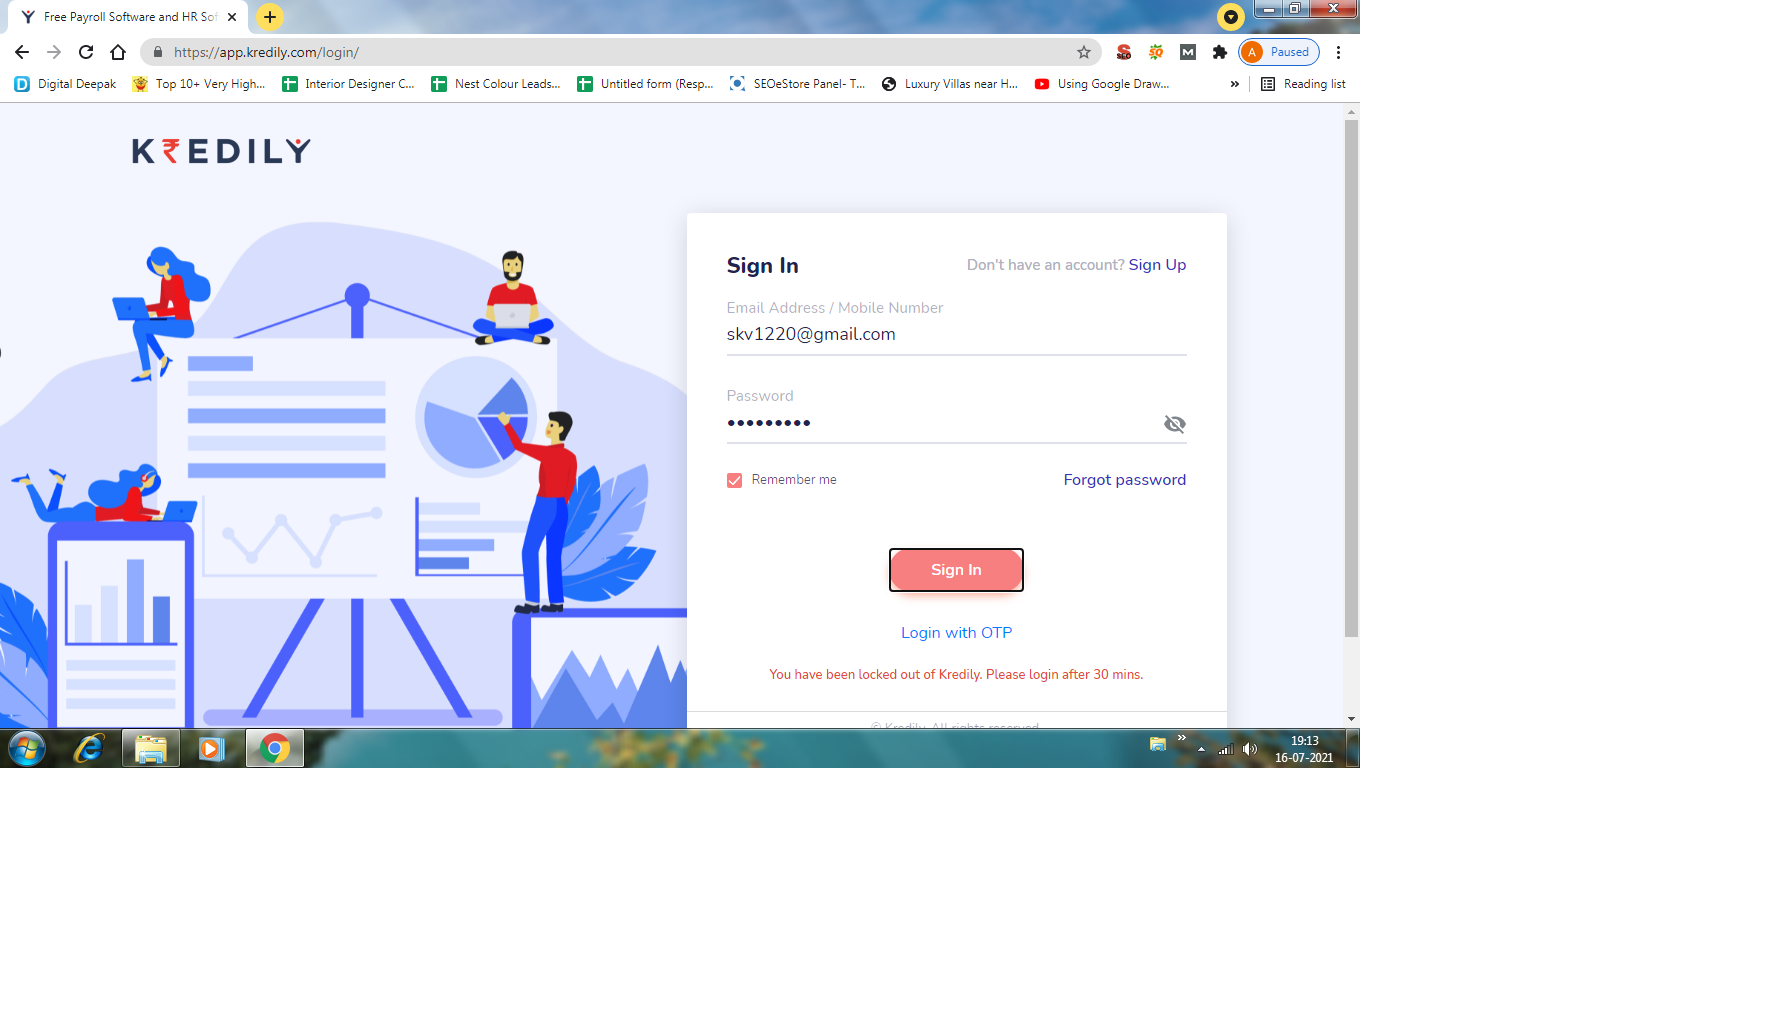 Free Payroll Software and HR Sof
https://app.kredily.com/login/
A Paused
Digital Deepak
Top 10+ Very High...
Interior Designer C...
Nest Colour Leads...
Untitled form (Resp...
SEOeStore Panel- T...
Luxury Villas near H...
Using Google Draw...
Reading list
K₹EDILY
Sign In
Don't have an account? Sign Up
Email Address / Mobile Number
skv1220@gmail.com
Password
Remember me
Forgot password
Sign In
Login with OTP
You have been locked out of Kredily. Please login after 30 mins.
© Kredily. All rights reserved
19:13
16-07-2021